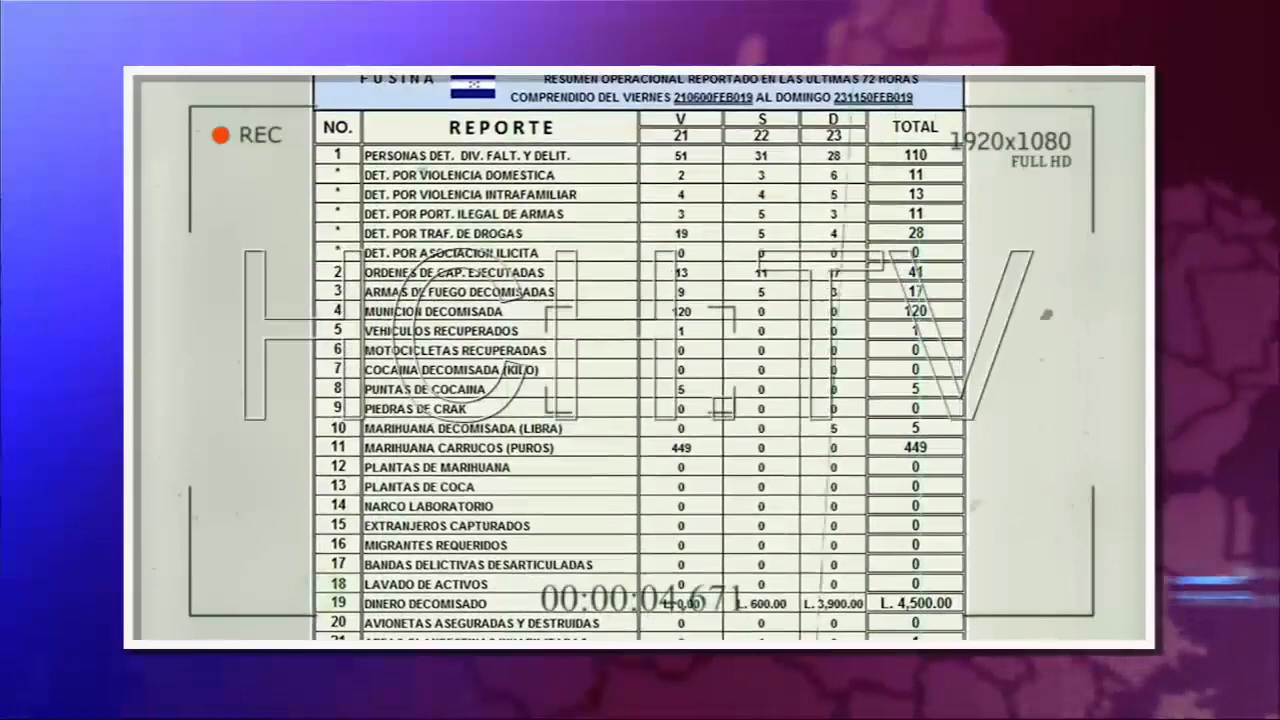 FUSINA
RESUMEN OPERACIONAL REPORTADO EN LAS ULTIMAS 72 HORAS
COMPRENDIDO DEL VIERNES 210600FEB019 AL DOMINGO 231150FEB019
REC
1920x1080
FULL HD
NO. REPORTE V S D TOTAL
21 22 23
1 PERSONAS DET. DIV. FALT. Y DELIT. 51 31 28 110
* DET. POR VIOLENCIA DOMESTICA 2 3 6 11
* DET. POR VIOLENCIA INTRAFAMILIAR 4 4 5 13
* DET. POR PORT. ILEGAL DE ARMAS 3 5 3 11
* DET. POR TRAF. DE DROGAS 19 5 4 28
* DET. POR ASOCIACION ILICITA 0 0 0 0
2 ORDENES DE CAP. EJECUTADAS 13 11 17 41
3 ARMAS DE FUEGO DECOMISADAS 9 5 3 17
4 MUNICION DECOMISADA 120 0 0 120
5 VEHICULOS RECUPERADOS 1 0 0 1
6 MOTOCICLETAS RECUPERADAS 0 0 0 0
7 COCAINA DECOMISADA (KILO) 0 0 0 0
8 PUNTAS DE COCAINA 5 0 0 5
9 PIEDRAS DE CRAK 0 0 0 0
10 MARIHUANA DECOMISADA (LIBRA) 0 0 5 5
11 MARIHUANA CARRUCOS (PUROS) 449 0 0 449
12 PLANTAS DE MARIHUANA 0 0 0 0
13 PLANTAS DE COCA 0 0 0 0
14 NARCO LABORATORIO 0 0 0 0
15 EXTRANJEROS CAPTURADOS 0 0 0 0
16 MIGRANTES REQUERIDOS 0 0 0 0
17 BANDAS DELICTIVAS DESARTICULADAS 0 0 0 0
18 LAVADO DE ACTIVOS 0 0 0 0
19 DINERO DECOMISADO L. 0.00 L. 600.00 L. 3,900.00 L. 4,500.00
20 AVIONETAS ASEGURADAS Y DESTRUIDAS 0 0 0 0
HCH.TV
00:00:04.671